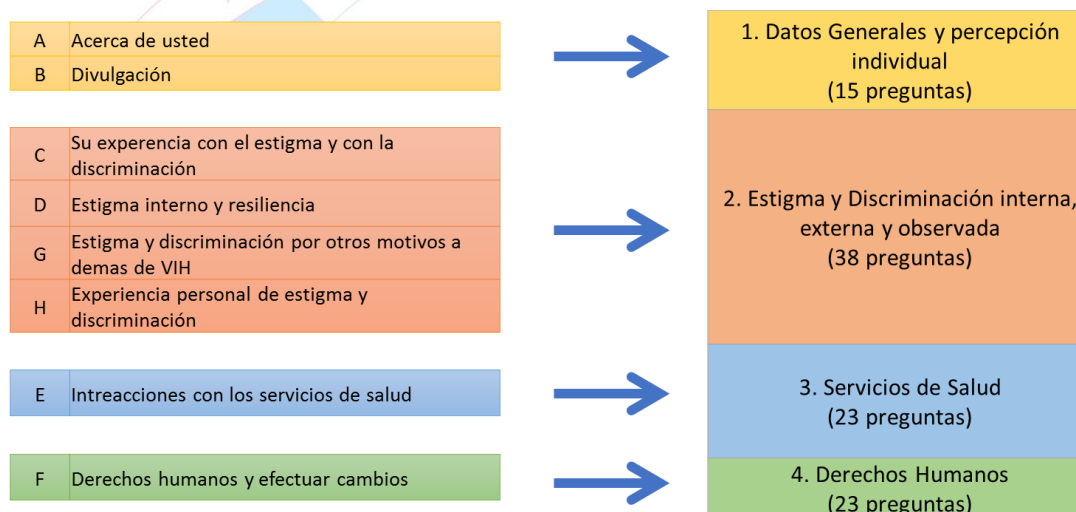 A Acerca de usted
B Divulgación
C Su experencia con el estigma y con la
discriminación
D Estigma interno y resiliencia
G Estigma y discriminación por otros motivos a
demas de VIH
H Experiencia personal de estigma y
discriminación
E Intreacciones con los servicios de salud
F Derechos humanos y efectuar cambios
1. Datos Generales y percepción
individual
(15 preguntas)
2. Estigma y Discriminación interna,
externa y observada
(38 preguntas)
3. Servicios de Salud
(23 preguntas)
4. Derechos Humanos
(23 preguntas)